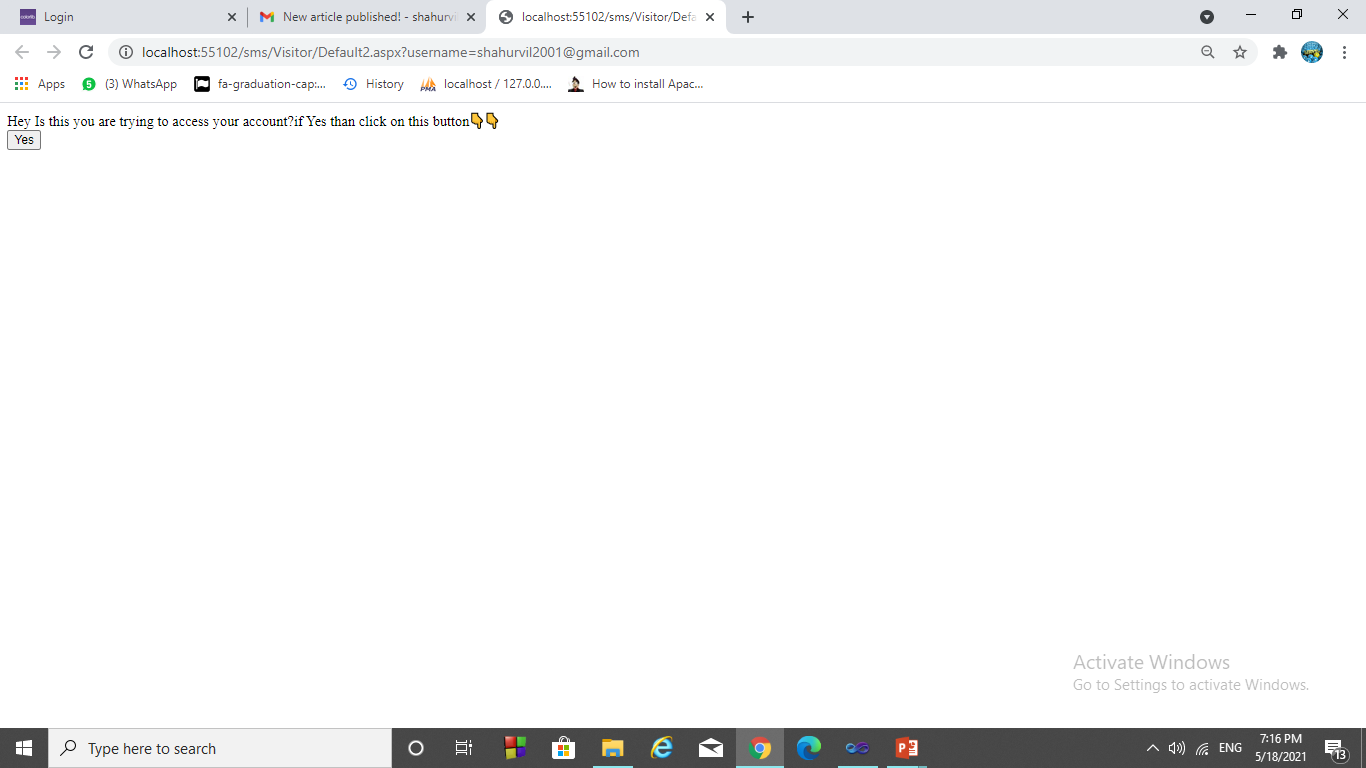 Login
New article published! - shahurvi
localhost:55102/sms/Visitor/Defa
localhost:55102/sms/Visitor/Default2.aspx?username=shahurvil2001@gmail.com
Apps
(3) WhatsApp
fa-graduation-cap:...
History
localhost / 127.0.0....
How to install Apac...
Hey Is this you are trying to access your account?if Yes than click on this button👇👇
Yes
Activate Windows
Go to Settings to activate Windows.
Type here to search
ENG
7:16 PM
5/18/2021
13